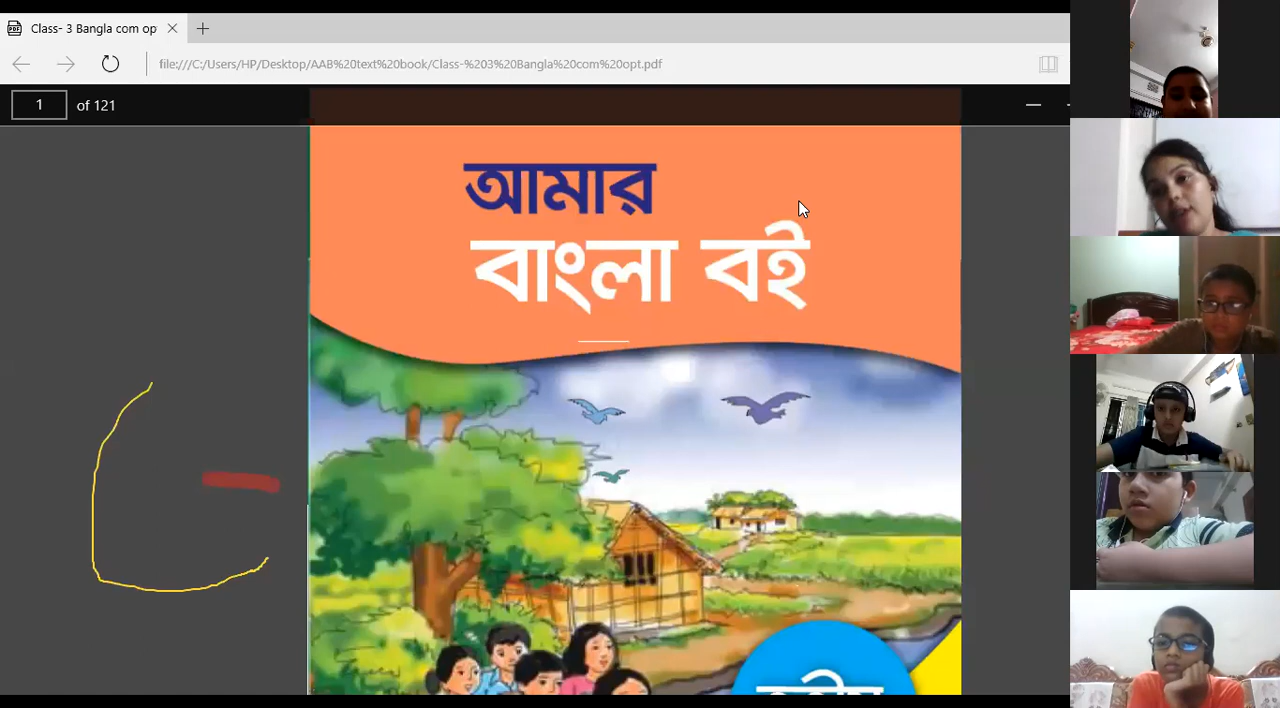 Class- 3 Bangla com op
file:///C:/Users/HP/Desktop/AAB%20text%20book/Class-%203%20Bangla%20com%20opt.pdf
1 of 121
আমার
বাংলা বই